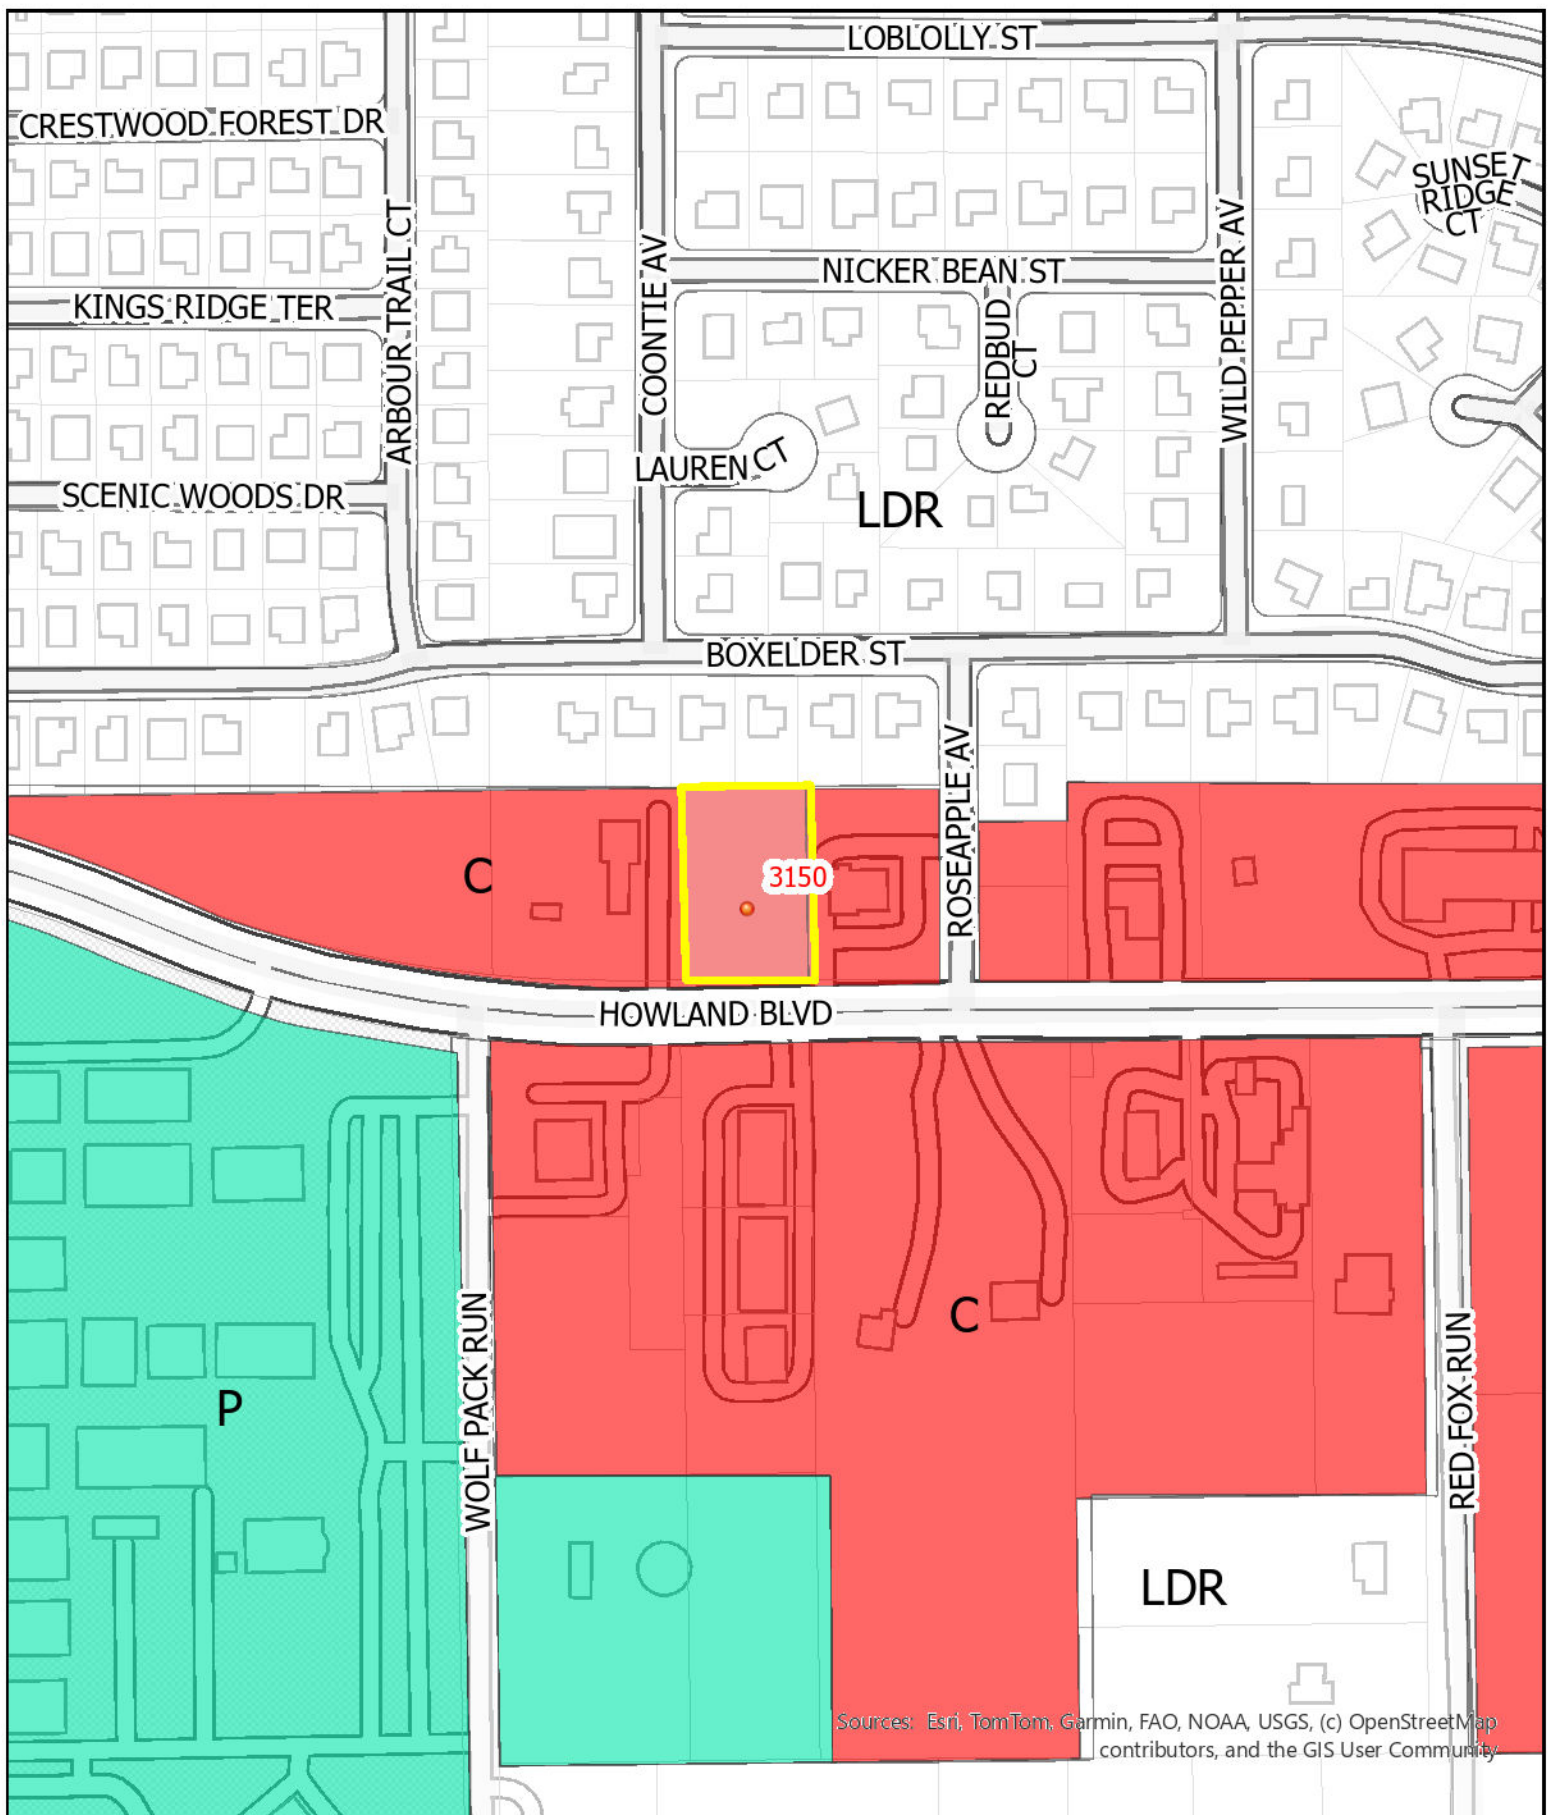 LOBLOLLY ST
CRESTWOOD FOREST DR
SUNSET
RIDGE
CT
NICKER BEAN ST
KINGS RIDGE TER
ARBOUR TRAIL CT
COONTIE AV
REDBUD
CT
WILD PEPPER AV
LAUREN CT
SCENIC WOODS DR
LDR
BOXELDER ST
ROSEAPPLE AV
C
3150
HOWLAND BLVD
C
P
WOLF PACK RUN
RED FOX RUN
LDR
Sources: Esri, TomTom, Garmin, FAO, NOAA, USGS, (c) OpenStreetMap
contributors, and the GIS User Community